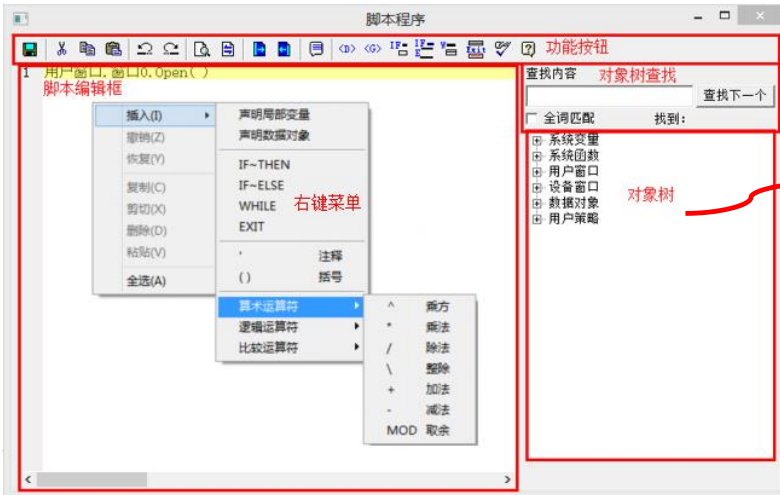 脚本程序
功能按钮
1 用户窗口.窗口0.Open( )
脚本编辑框
查找内容 对象树查找
查找下一个
全词匹配 找到:
系统变量
系统函数
用户窗口
设备窗口
数据对象
用户策略
对象树
插入(I)
撤销(Z)
恢复(Y)
复制(C)
剪切(X)
删除(D)
粘贴(V)
全选(A)
声明局部变量
声明数据对象
IF~THEN
IF~ELSE
WHILE
EXIT
右键菜单
' 注释
( ) 括号
算术运算符
逻辑运算符
比较运算符
^ 乘方
* 乘法
/ 除法
\ 整除
+ 加法
- 减法
MOD 取余